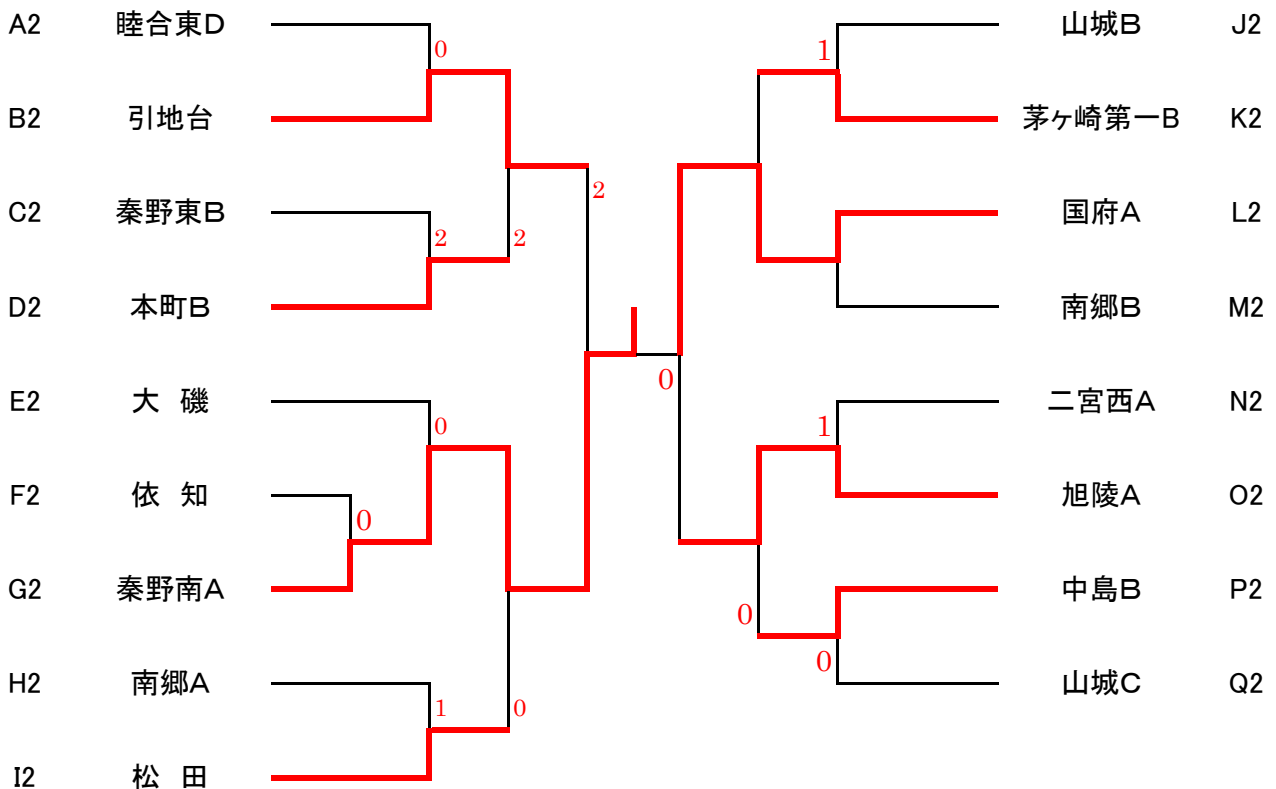 A2 睦合東D 0 1 山城B J2
B2 引地台 茅ヶ崎第一B K2
2
C2 秦野東B 2 2 国府A L2
D2 本町B 南郷B M2
0
E2 大 磯 0 1 二宮西A N2
F2 依 知 0 旭陵A O2
G2 秦野南A 0 中島B P2
H2 南郷A 1 0 0 山城C Q2
I2 松 田